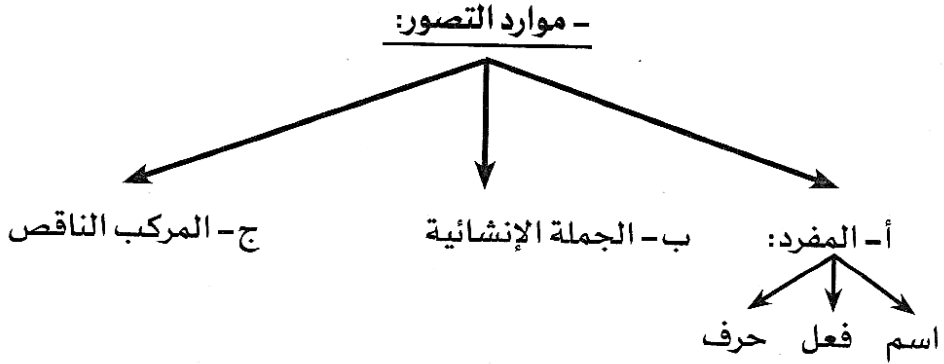 - موارد التصور:
أ- المفرد: ب- الجملة الإنشائية ج- المركب الناقص
اسم فعل حرف